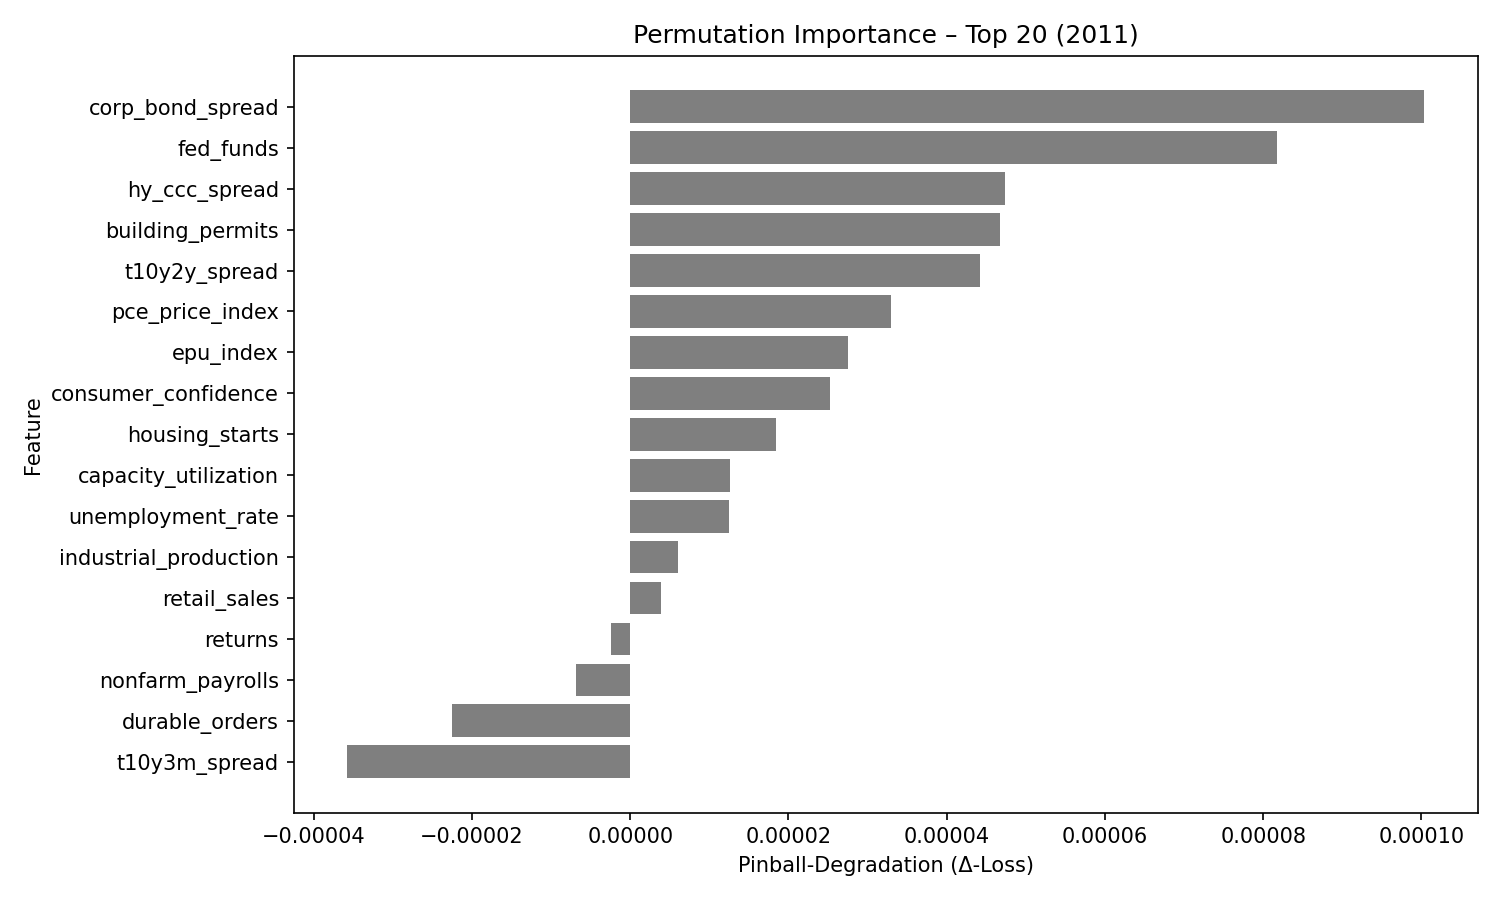 Permutation Importance – Top 20 (2011)
corp_bond_spread
fed_funds
hy_ccc_spread
building_permits
t10y2y_spread
pce_price_index
epu_index
consumer_confidence
housing_starts
capacity_utilization
unemployment_rate
industrial_production
retail_sales
returns
nonfarm_payrolls
durable_orders
t10y3m_spread
Feature
−0.00004 −0.00002 0.00000 0.00002 0.00004 0.00006 0.00008 0.00010
Pinball-Degradation (Δ-Loss)